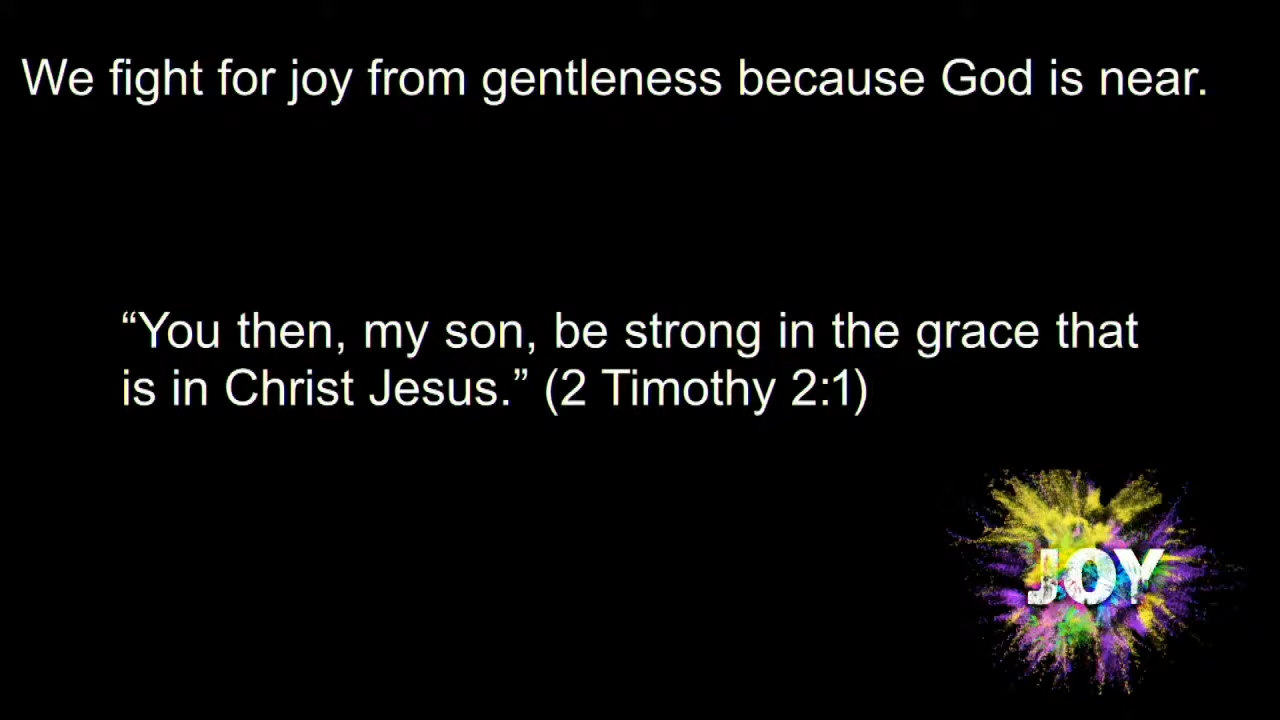 We fight for joy from gentleness because God is near.
“You then, my son, be strong in the grace that
is in Christ Jesus.” (2 Timothy 2:1)
JOY